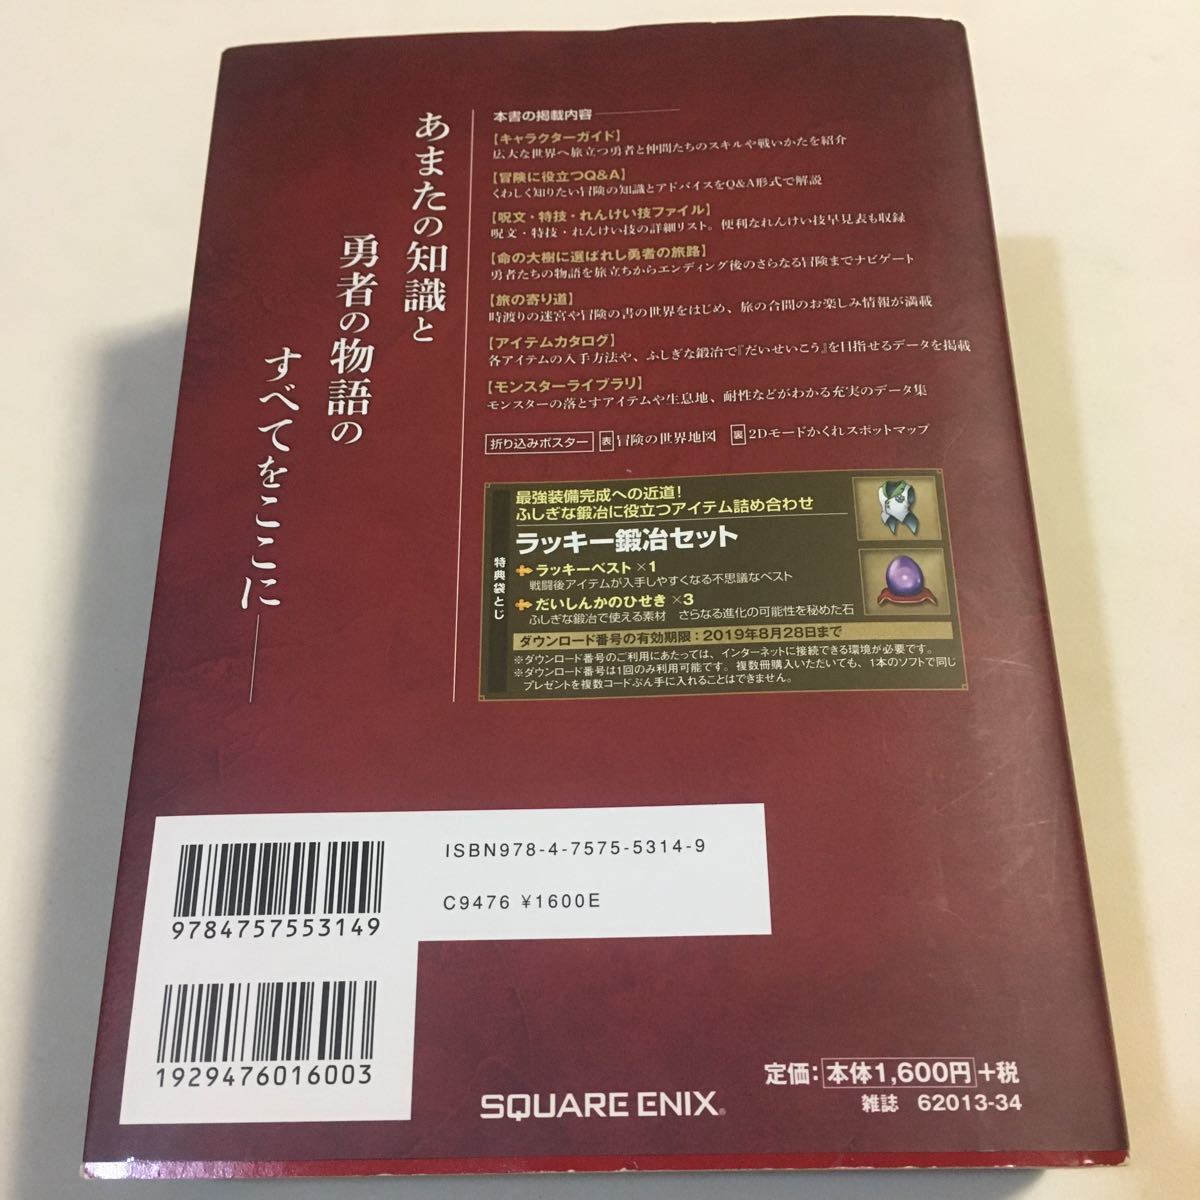 あまたの知識と
勇者の物語の
すべてをここに――
本書の掲載内容
【キャラクターガイド】
広大な世界へ旅立つ勇者と仲間たちのスキルや戦いかたを紹介
【冒険に役立つQ&A】
くわしく知りたい冒険の知識とアドバイスをQ&A形式で解説
【呪文・特技・れんけい技ファイル】
呪文・特技・れんけい技の詳細リスト。便利なれんけい技早見表も収録
【命の大樹に選ばれし勇者の旅路】
勇者たちの物語を旅立ちからエンディング後のさらなる冒険までナビゲート
【旅の寄り道】
時渡りの迷宮や冒険の書の世界をはじめ、旅の合間のお楽しみ情報が満載
【アイテムカタログ】
各アイテムの入手方法や、ふしぎな鍛冶で『だいせいこう』を目指せるデータを掲載
【モンスターライブラリ】
モンスターの落とすアイテムや生息地、耐性などがわかる充実のデータ集
折り込みポスター 表 冒険の世界地図 裏 2Dモードかくれスポットマップ
特典袋とじ
最強装備完成への近道！
ふしぎな鍛冶に役立つアイテム詰め合わせ
ラッキー鍛冶セット
ラッキーベスト×1
戦闘後アイテムが入手しやすくなる不思議なベスト
だいしんかのひせき×3
ふしぎな鍛冶で使える素材 さらなる進化の可能性を秘めた石
ダウンロード番号の有効期限：2019年8月28日まで
※ダウンロード番号のご利用にあたっては、インターネットに接続できる環境が必要です。
※ダウンロード番号は1回のみ利用可能です。複数冊購入いただいても、1本のソフトで同じ
プレゼントを複数コードぶん手に入れることはできません。
ISBN978-4-7575-5314-9
C9476 ¥1600E
9784757553149
1929476016003
定価：本体1,600円+税
雑誌 62013-34
SQUARE ENIX®